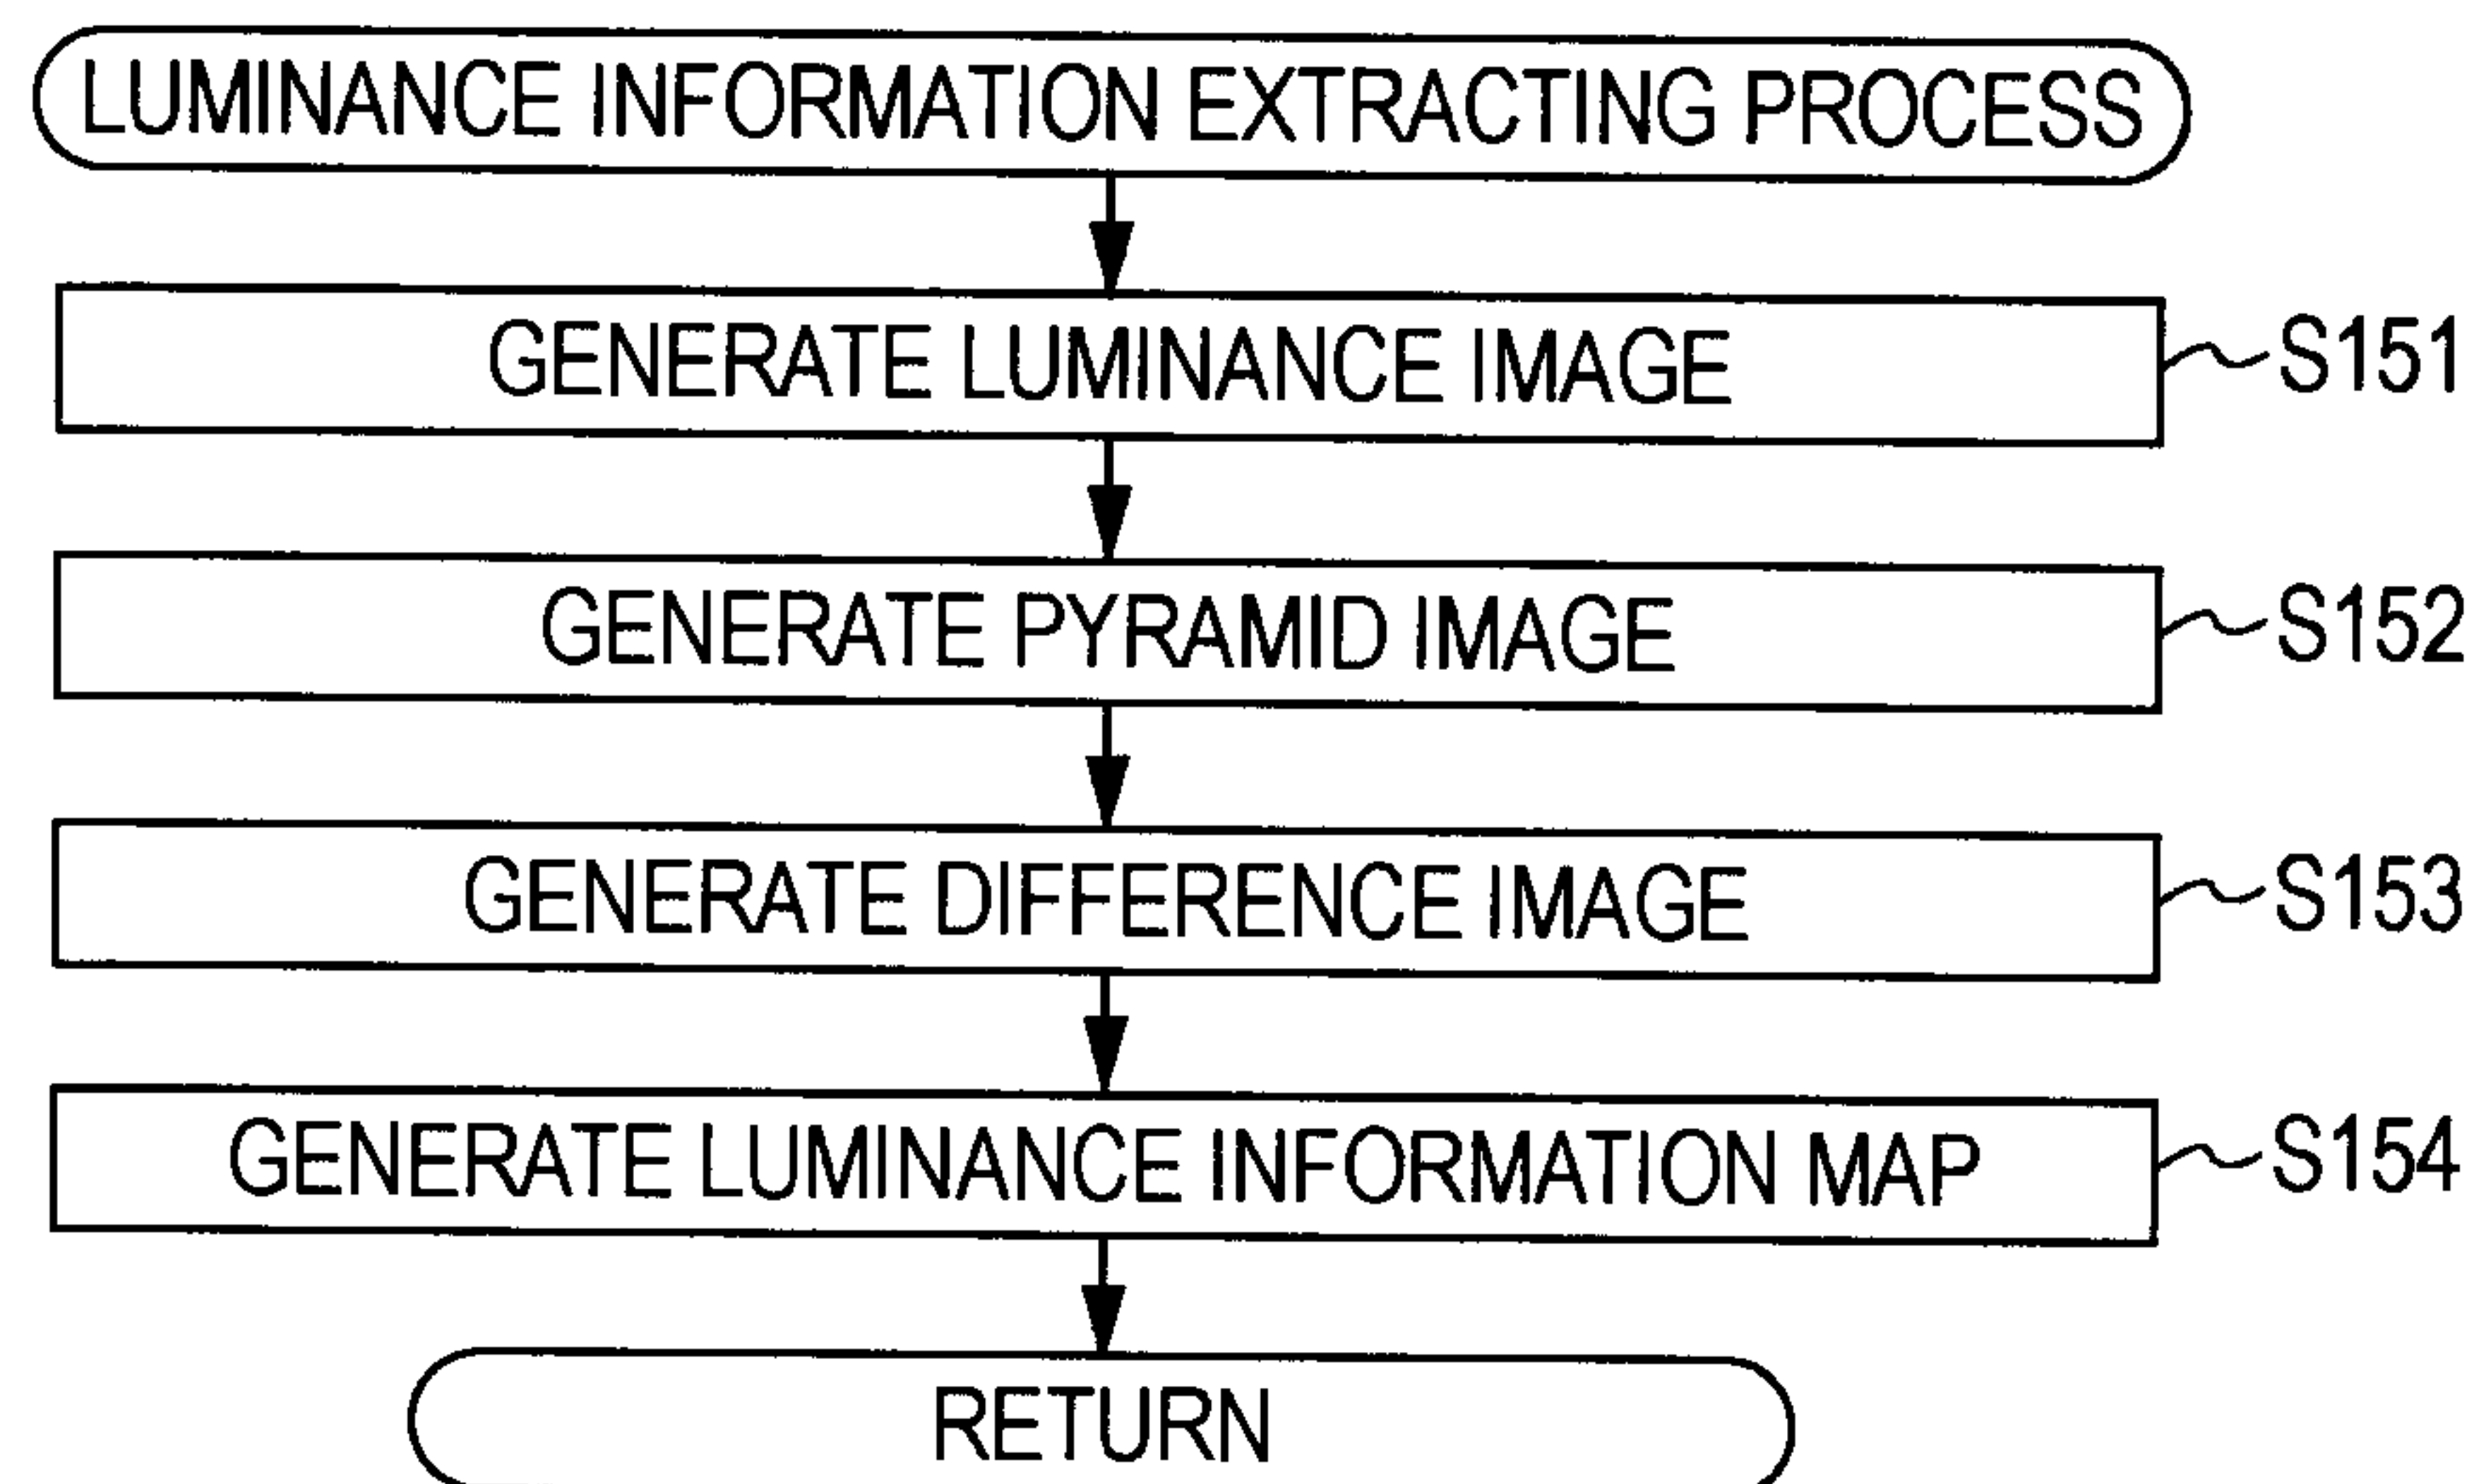 LUMINANCE INFORMATION EXTRACTING PROCESS
GENERATE LUMINANCE IMAGE
S151
GENERATE PYRAMID IMAGE
S152
GENERATE DIFFERENCE IMAGE
S153
GENERATE LUMINANCE INFORMATION MAP
S154
RETURN